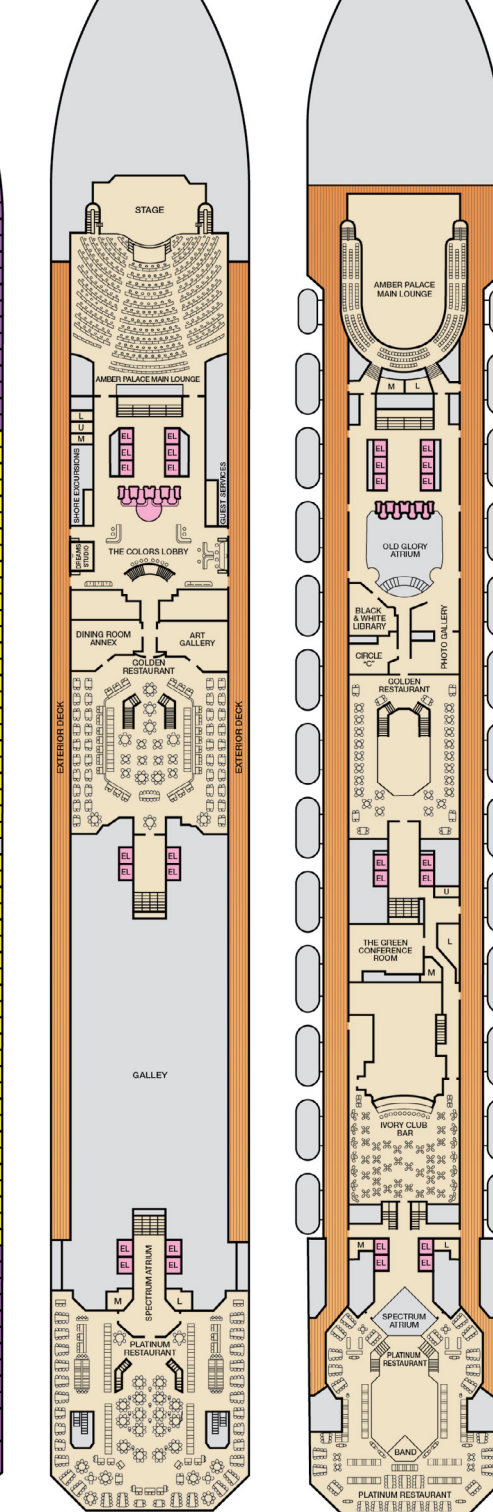 STAGE
AMBER PALACE MAIN LOUNGE
L
U
M
EL EL
EL EL
EL EL
SHORE EXCURSIONS
GUEST SERVICES
DREAMS
STUDIO
THE COLORS LOBBY
DINING ROOM
ANNEX
ART
GALLERY
GOLDEN
RESTAURANT
EXTERIOR DECK
EXTERIOR DECK
EL EL
EL EL
GALLEY
EL EL
EL EL
SPECTRUM ATRIUM
M L
PLATINUM
RESTAURANT
AMBER PALACE
MAIN LOUNGE
M L
EL EL
EL EL
EL EL
OLD GLORY
ATRIUM
BLACK
& WHITE
LIBRARY
PHOTO GALLERY
CIRCLE
"C"
GOLDEN
RESTAURANT
EL EL
EL EL
U
THE GREEN
CONFERENCE
ROOM
L
M
IVORY CLUB
BAR
M EL EL L
EL EL
SPECTRUM
ATRIUM
PLATINUM
RESTAURANT
BAND
PLATINUM RESTAURANT